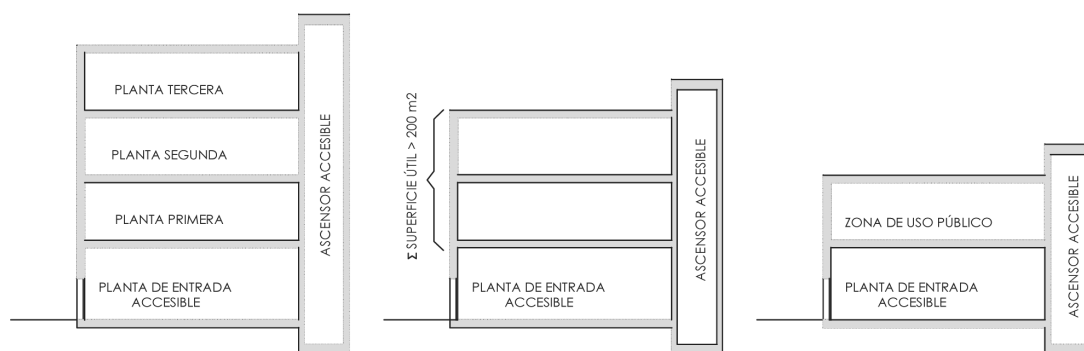 PLANTA TERCERA
PLANTA SEGUNDA
PLANTA PRIMERA
PLANTA DE ENTRADA
ACCESIBLE
ASCENSOR ACCESIBLE
Σ SUPERFICIE ÚTIL > 200 m2
PLANTA DE ENTRADA
ACCESIBLE
ASCENSOR ACCESIBLE
ZONA DE USO PÚBLICO
PLANTA DE ENTRADA
ACCESIBLE
ASCENSOR ACCESIBLE